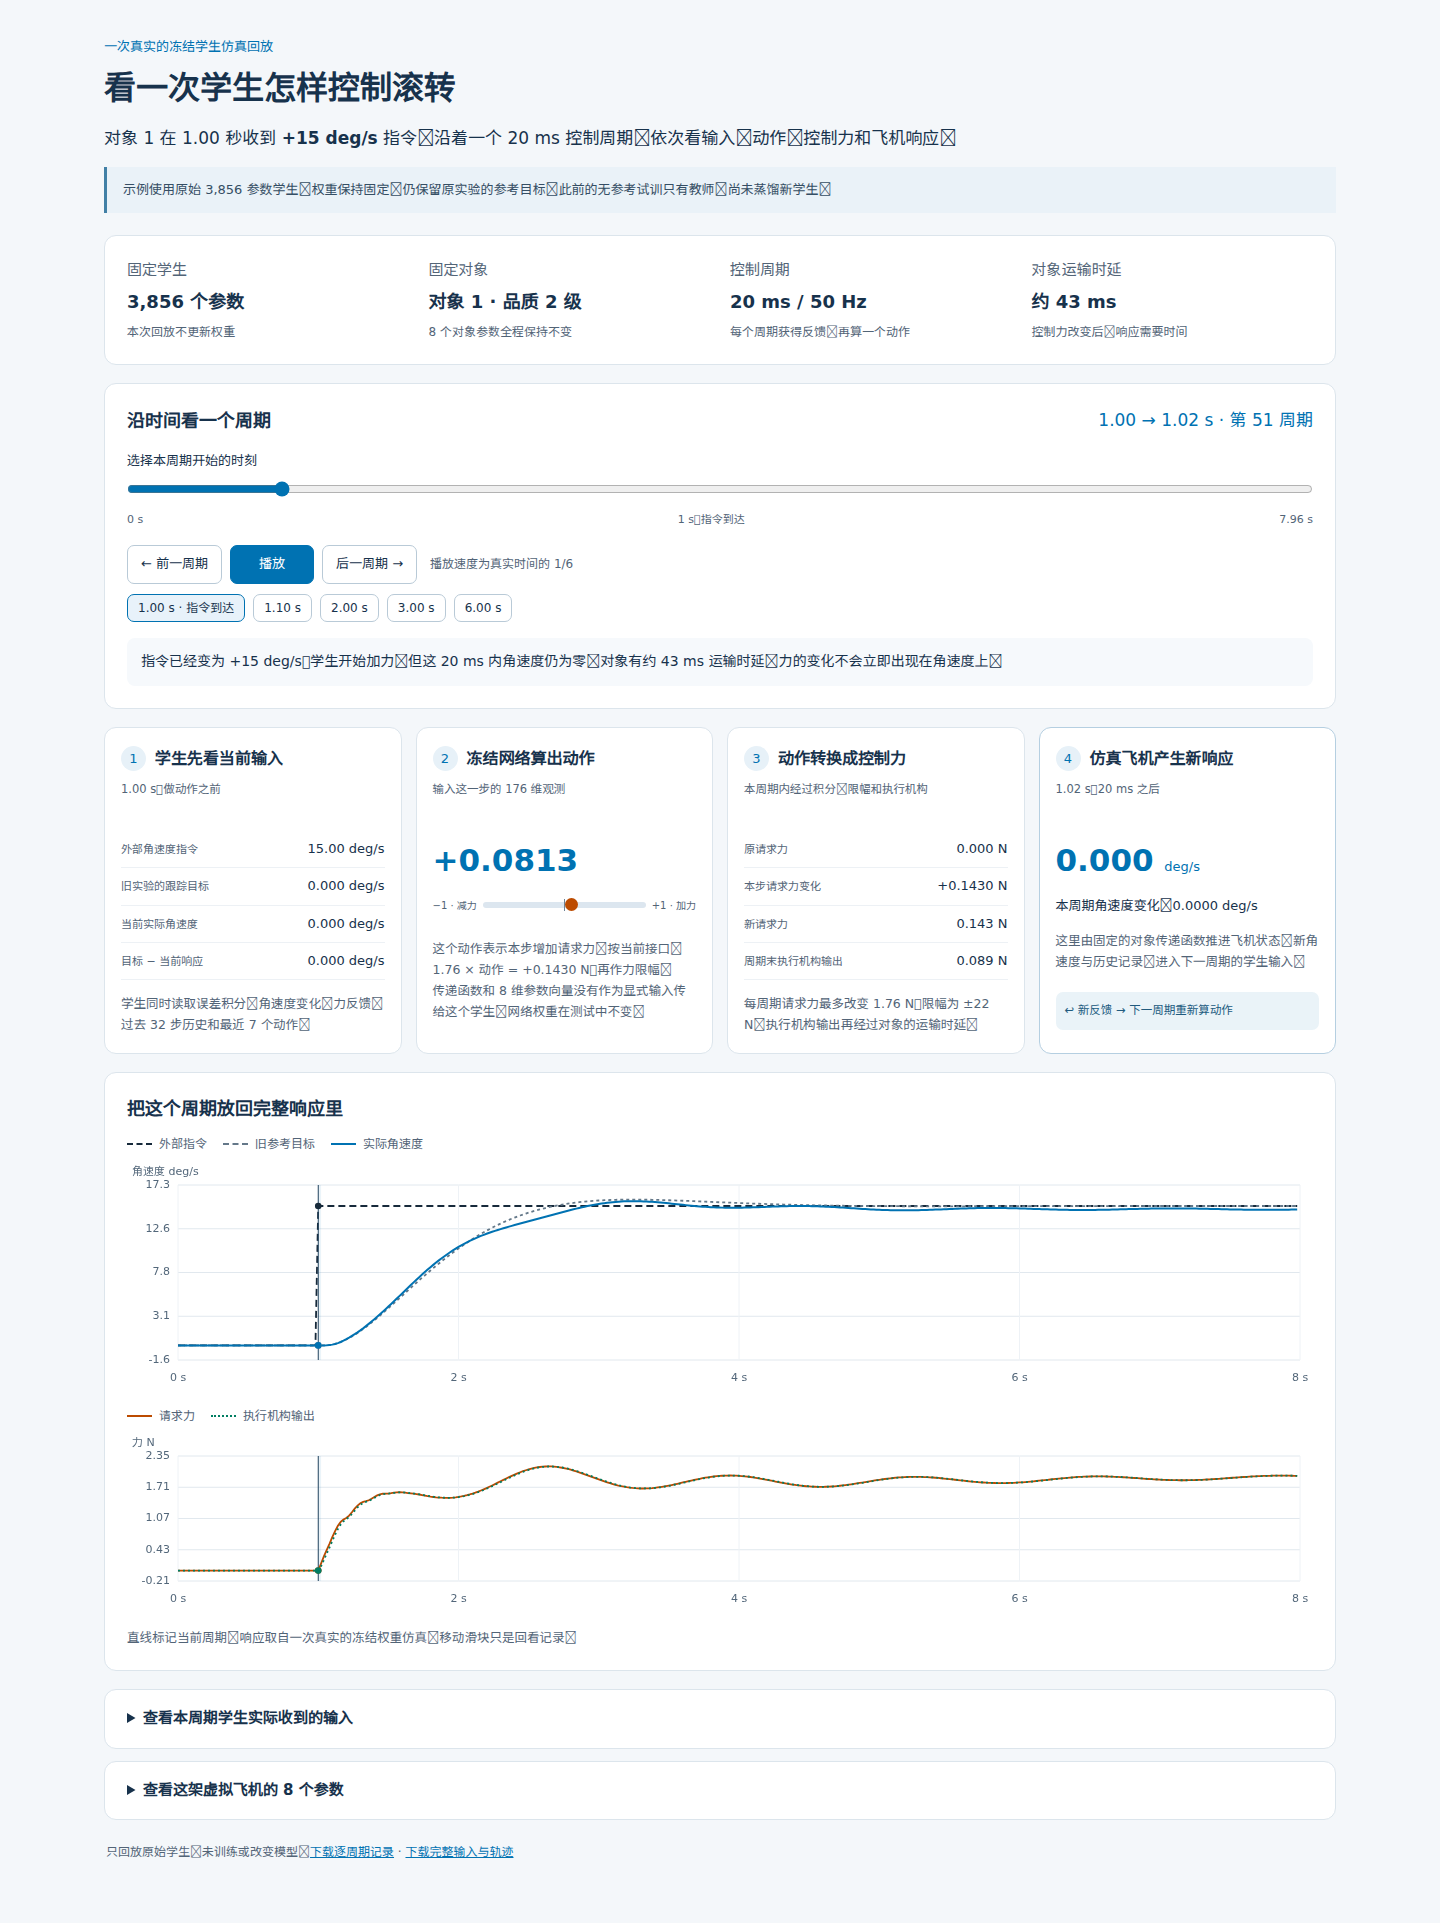 一次真实的冻结学生仿真回放
看一次学生怎样控制滚转
对象 1 在 1.00 秒收到 +15 deg/s 指令 沿着一个 20 ms 控制周期 依次看输入 动作 控制力和飞机响应
示例使用原始 3,856 参数学生 权重保持固定 仍保留原实验的参考目标 此前的无参考试训只有教师 尚未蒸馏新学生
固定学生
3,856 个参数
本次回放不更新权重
固定对象
对象 1 · 品质 2 级
8 个对象参数全程保持不变
控制周期
20 ms / 50 Hz
每个周期获得反馈 再算一个动作
对象运输时延
约 43 ms
控制力改变后 响应需要时间
沿时间看一个周期
1.00 → 1.02 s · 第 51 周期
选择本周期开始的时刻
0 s
1 s 指令到达
7.96 s
← 前一周期
播放
后一周期 →
播放速度为真实时间的 1/6
1.00 s · 指令到达
1.10 s
2.00 s
3.00 s
6.00 s
指令已经变为 +15 deg/s 学生开始加力 但这 20 ms 内角速度仍为零 对象有约 43 ms 运输时延 力的变化不会立即出现在角速度上
1 学生先看当前输入
1.00 s 做动作之前
外部角速度指令 15.00 deg/s
旧实验的跟踪目标 0.000 deg/s
当前实际角速度 0.000 deg/s
目标 − 当前响应 0.000 deg/s
学生同时读取误差积分 角速度变化 力反馈
过去 32 步历史和最近 7 个动作
2 冻结网络算出动作
输入这一步的 176 维观测
+0.0813
−1 · 减力
+1 · 加力
这个动作表示本步增加请求力 按当前接口
1.76 × 动作 = +0.1430 N 再作力限幅
传递函数和 8 维参数向量没有作为显式输入传
给这个学生 网络权重在测试中不变
3 动作转换成控制力
本周期内经过积分 限幅和执行机构
原请求力 0.000 N
本步请求力变化 +0.1430 N
新请求力 0.143 N
周期末执行机构输出 0.089 N
每周期请求力最多改变 1.76 N 限幅为 ±22
N 执行机构输出再经过对象的运输时延
4 仿真飞机产生新响应
1.02 s 20 ms 之后
0.000 deg/s
本周期角速度变化 0.0000 deg/s
这里由固定的对象传递函数推进飞机状态 新角
速度与历史记录 进入下一周期的学生输入
↩ 新反馈 → 下一周期重新算动作
把这个周期放回完整响应里
外部指令
旧参考目标
实际角速度
角速度 deg/s
17.3
12.6
7.8
3.1
-1.6
0 s
2 s
4 s
6 s
8 s
请求力
执行机构输出
力 N
2.35
1.71
1.07
0.43
-0.21
0 s
2 s
4 s
6 s
8 s
直线标记当前周期 响应取自一次真实的冻结权重仿真 移动滑块只是回看记录
▶ 查看本周期学生实际收到的输入
▶ 查看这架虚拟飞机的 8 个参数
只回放原始学生 未训练或改变模型 下载逐周期记录 · 下载完整输入与轨迹